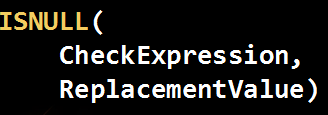 ISNULL(
CheckExpression,
ReplacementValue)